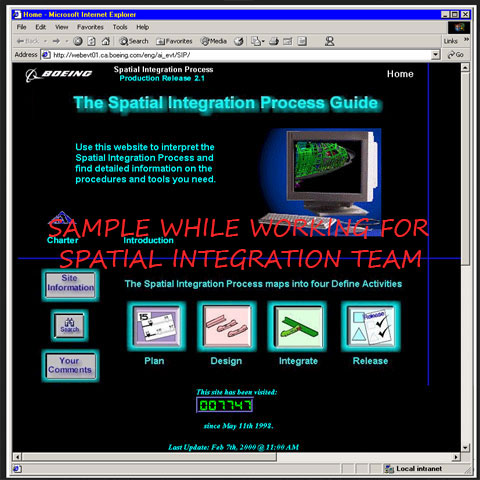 Home - Microsoft Internet Explorer
File Edit View Favorites Tools Help
Back Search Favorites Media
Links »
Address http://webevt01.ca.boeing.com/eng/ai_evt/SIP/ Go
BOEING
Spatial Integration Process
Production Release 2.1
Home
The Spatial Integration Process Guide
Use this website to interpret the
Spatial Integration Process and
find detailed information on the
procedures and tools you need.
SAMPLE WHILE WORKING FOR
SPATIAL INTEGRATION TEAM
Charter Introduction
Site
Information
The Spatial Integration Process maps into four Define Activities
Search
15
Release
Your
Comments
Plan Design Integrate Release
This site has been visited:
007747
since May 11th 1998.
Last Update: Feb 7th, 2000 @ 11:00 AM
Local intranet